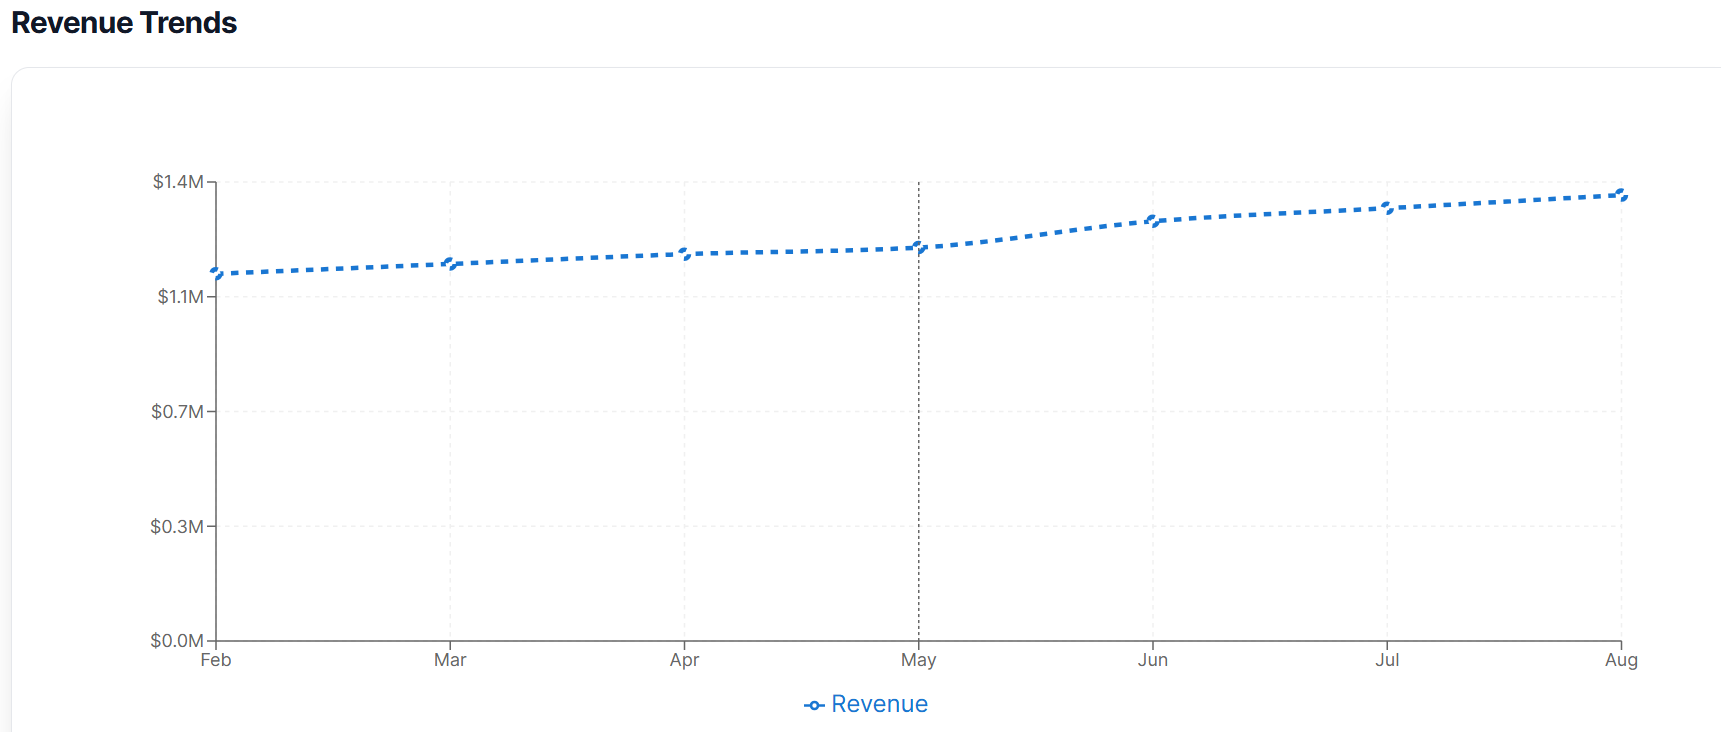 Revenue Trends
$1.4M
$1.1M
$0.7M
$0.3M
$0.0M
Feb Mar Apr May Jun Jul Aug
Revenue